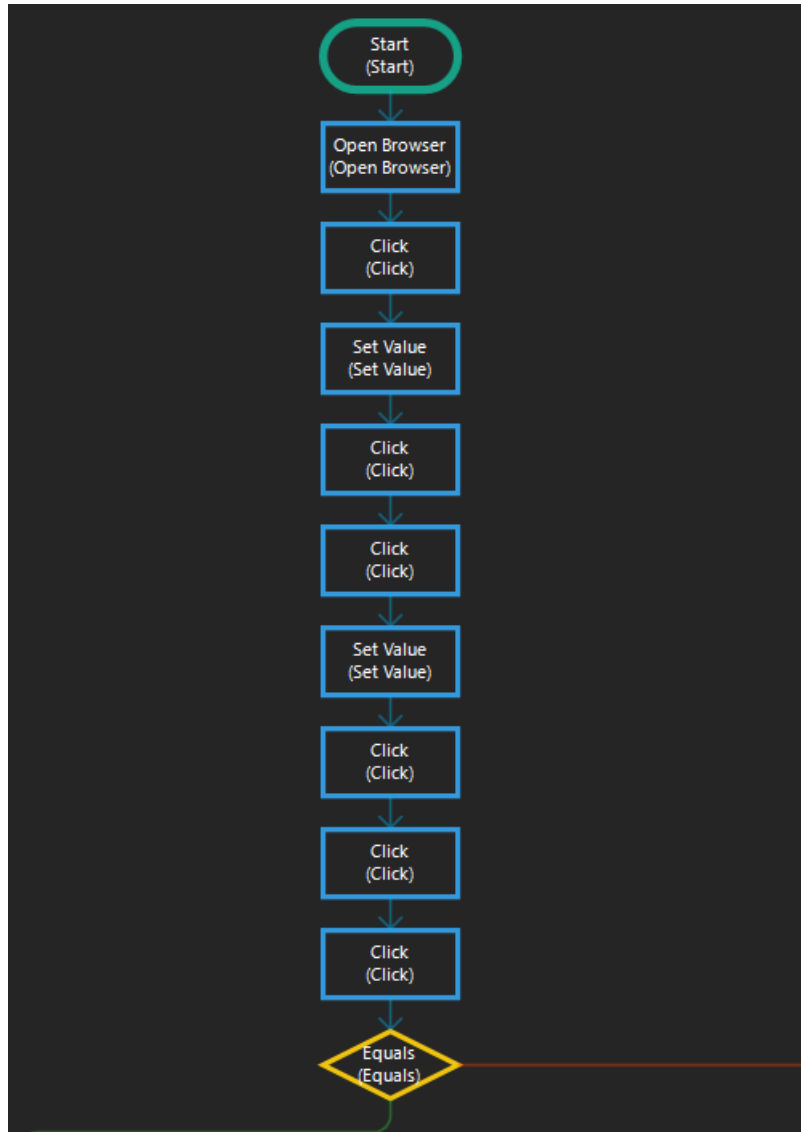 Start
(Start)
Open Browser
(Open Browser)
Click
(Click)
Set Value
(Set Value)
Click
(Click)
Click
(Click)
Set Value
(Set Value)
Click
(Click)
Click
(Click)
Click
(Click)
Equals
(Equals)